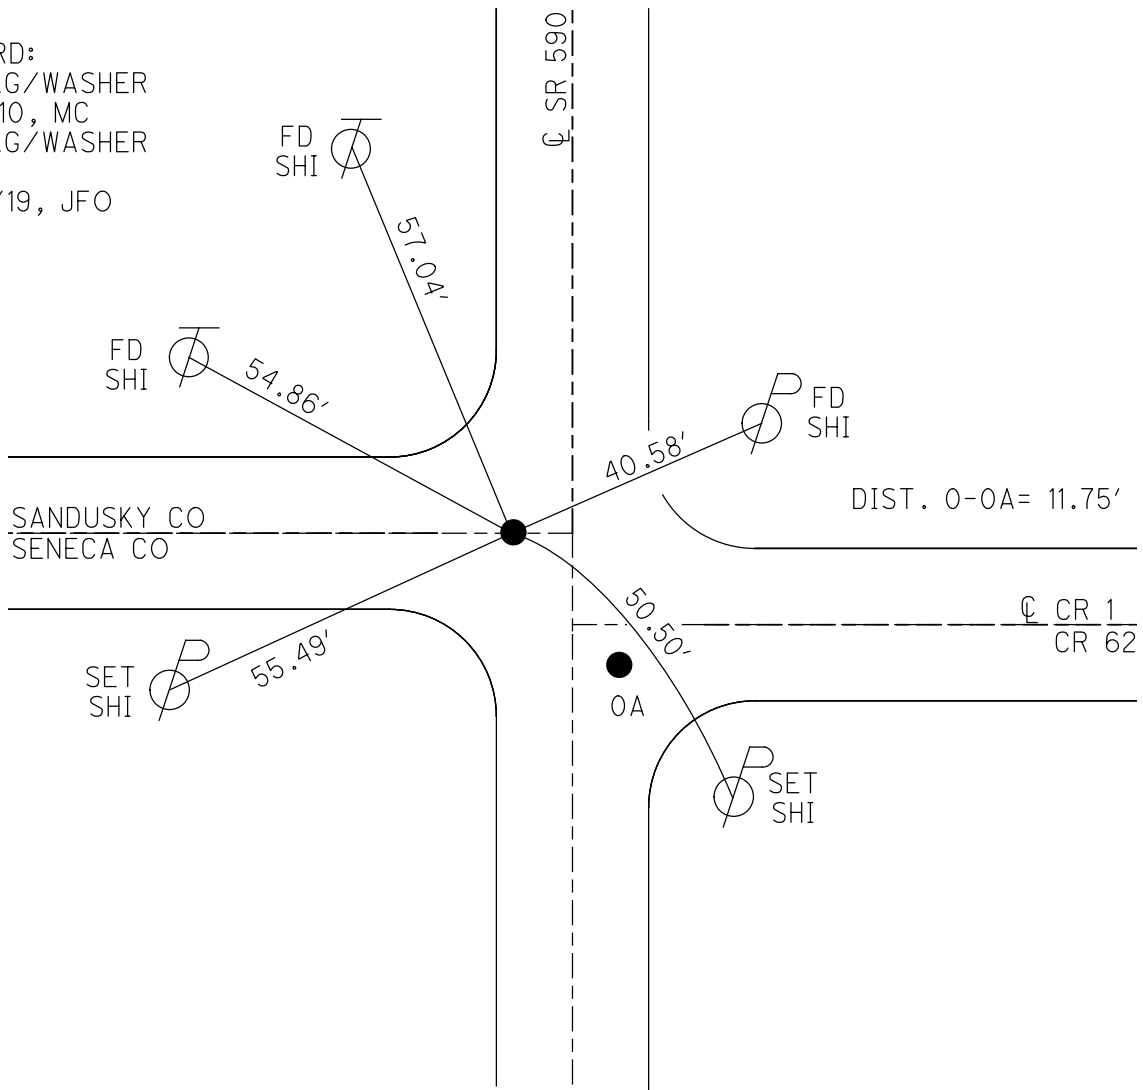 RD:
G/WASHER
10, MC
G/WASHER
/19, JFO
℄ SR 590
FD
SHI
57.04'
FD
SHI
54.86'
FD
SHI
40.58'
DIST. O-OA= 11.75'
SANDUSKY CO
SENECA CO
℄ CR 1
CR 62
50.50'
55.49'
SET
SHI
OA
SET
SHI